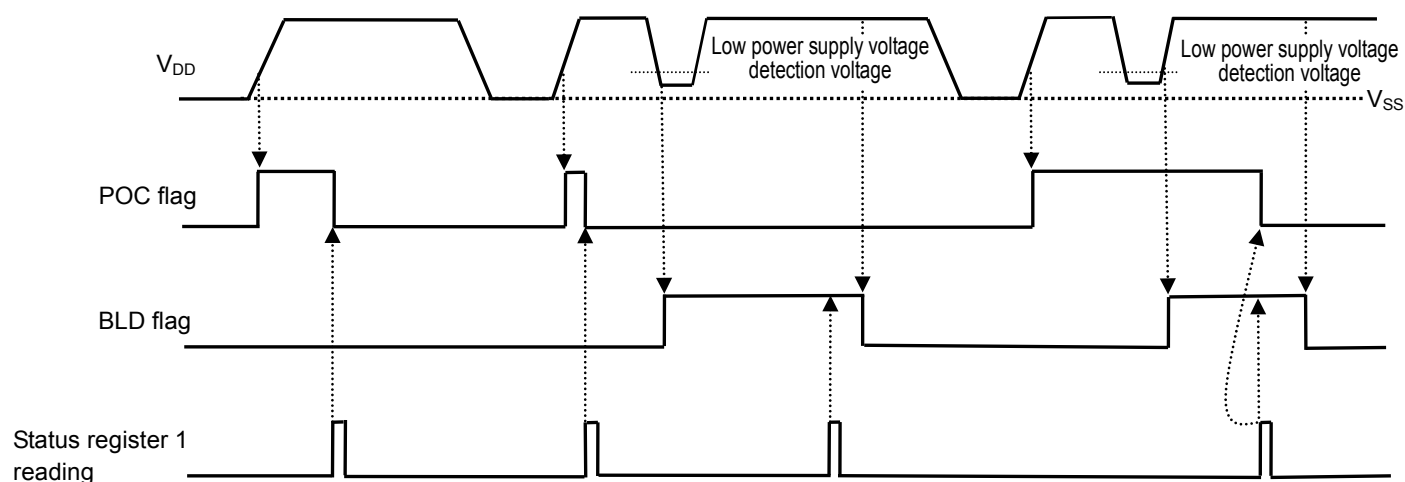 Low power supply voltage
detection voltage
Low power supply voltage
detection voltage
VDD
VSS
POC flag
BLD flag
Status register 1
reading